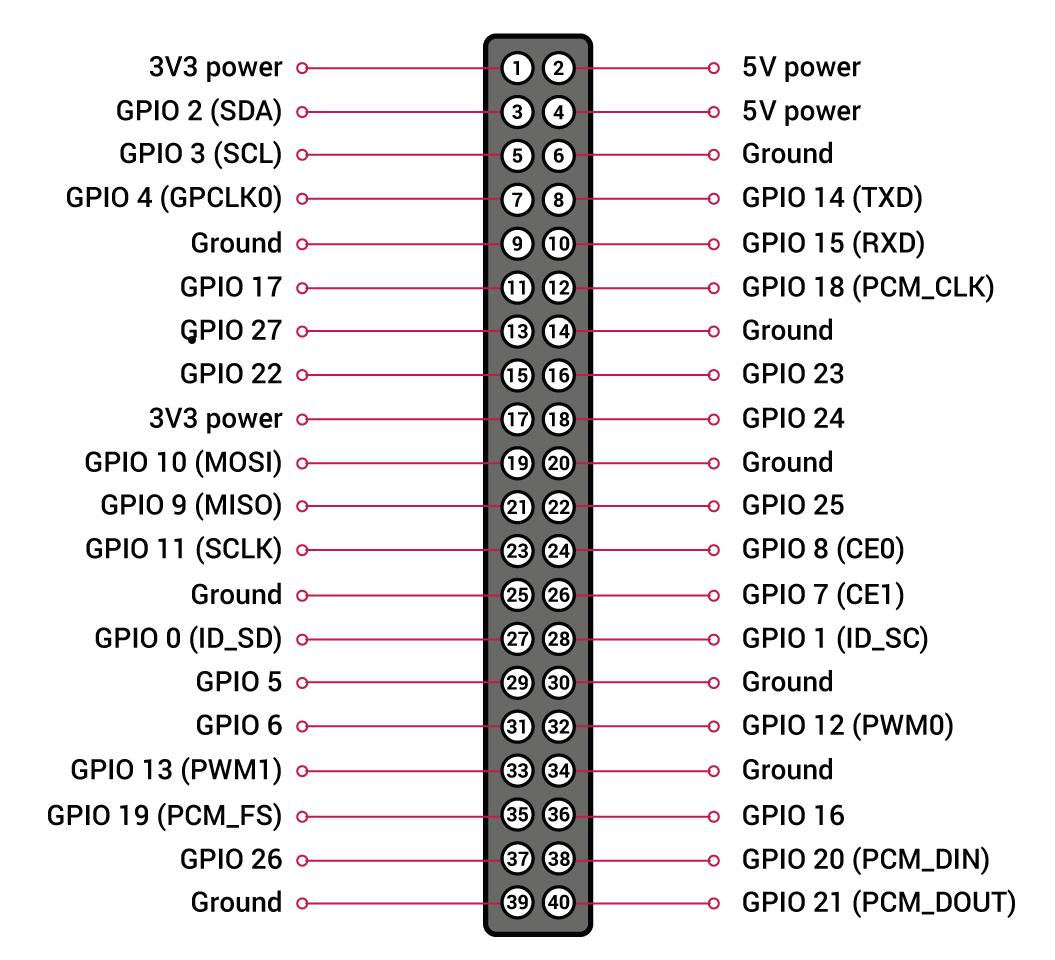 3V3 power 1 2 5V power
GPIO 2 (SDA) 3 4 5V power
GPIO 3 (SCL) 5 6 Ground
GPIO 4 (GPCLK0) 7 8 GPIO 14 (TXD)
Ground 9 10 GPIO 15 (RXD)
GPIO 17 11 12 GPIO 18 (PCM_CLK)
GPIO 27 13 14 Ground
GPIO 22 15 16 GPIO 23
3V3 power 17 18 GPIO 24
GPIO 10 (MOSI) 19 20 Ground
GPIO 9 (MISO) 21 22 GPIO 25
GPIO 11 (SCLK) 23 24 GPIO 8 (CE0)
Ground 25 26 GPIO 7 (CE1)
GPIO 0 (ID_SD) 27 28 GPIO 1 (ID_SC)
GPIO 5 29 30 Ground
GPIO 6 31 32 GPIO 12 (PWM0)
GPIO 13 (PWM1) 33 34 Ground
GPIO 19 (PCM_FS) 35 36 GPIO 16
GPIO 26 37 38 GPIO 20 (PCM_DIN)
Ground 39 40 GPIO 21 (PCM_DOUT)